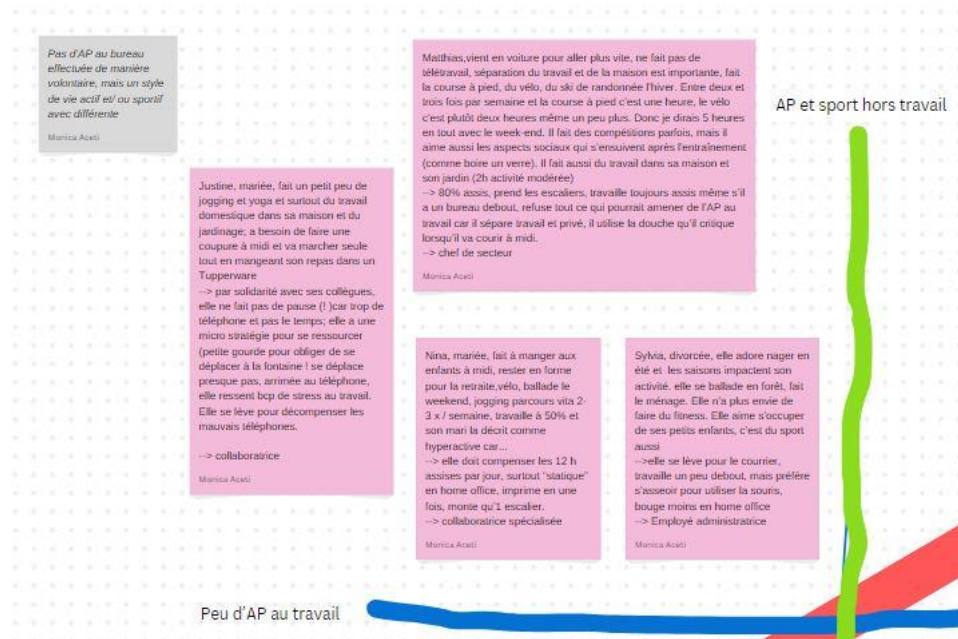 Pas d'AP au bureau
effectuée de manière
volontaire, mais un style
de vie actif et/ ou sportif
avec différente
Monica Aceti
Matthias,vient en voiture pour aller plus vite, ne fait pas de
télétravail, séparation du travail et de la maison est importante, fait
la course à pied, du vélo, du ski de randonnée l'hiver. Entre deux et
trois fois par semaine et la course à pied c'est une heure, le vélo
c'est plutôt deux heures même un peu plus. Donc je dirais 5 heures
en tout avec le week-end. Il fait des compétitions parfois, mais il
aime aussi les aspects sociaux qui s'ensuivent après l'entraînement
(comme boire un verre). Il fait aussi du travail dans sa maison et
son jardin (2h activité modérée)
--> 80% assis, prend les escaliers, travaille toujours assis même s'il
a un bureau debout, refuse tout ce qui pourrait amener de l'AP au
travail car il sépare travail et privé, il utilise la douche qu'il critique
lorsqu'il va courir à midi.
--> chef de secteur
Monica Aceti
AP et sport hors travail
Justine, mariée, fait un petit peu de
jogging et yoga et surtout du travail
domestique dans sa maison et du
jardinage; a besoin de faire une
coupure à midi et va marcher seule
tout en mangeant son repas dans un
Tupperware
--> par solidarité avec ses collègues,
elle ne fait pas de pause (! )car trop de
téléphone et pas le temps; elle a une
micro stratégie pour se ressourcer
(petite gourde pour obliger de se
déplacer à la fontaine ! se déplace
presque pas, arrimée au téléphone,
elle ressent bcp de stress au travail.
Elle se lève pour décompenser les
mauvais téléphones.
--> collaboratrice
Monica Aceti
Nina, mariée, fait à manger aux
enfants à midi, rester en forme
pour la retraite,vélo, ballade le
weekend, jogging parcours vita 2-
3 x / semaine, travaille à 50% et
son mari la décrit comme
hyperactive car...
--> elle doit compenser les 12 h
assises par jour, surtout "statique"
en home office, imprime en une
fois, monte qu'1 escalier.
--> collaboratrice spécialisée
Monica Aceti
Sylvia, divorcée, elle adore nager en
été et les saisons impactent son
activité. elle se ballade en forêt, fait
le ménage. Elle n'a plus envie de
faire du fitness. Elle aime s'occuper
de ses petits enfants, c'est du sport
aussi
-->elle se lève pour le courrier,
travaille un peu debout, mais préfère
s'asseoir pour utiliser la souris,
bouge moins en home office
--> Employé administratrice
Monica Aceti
Peu d'AP au travail